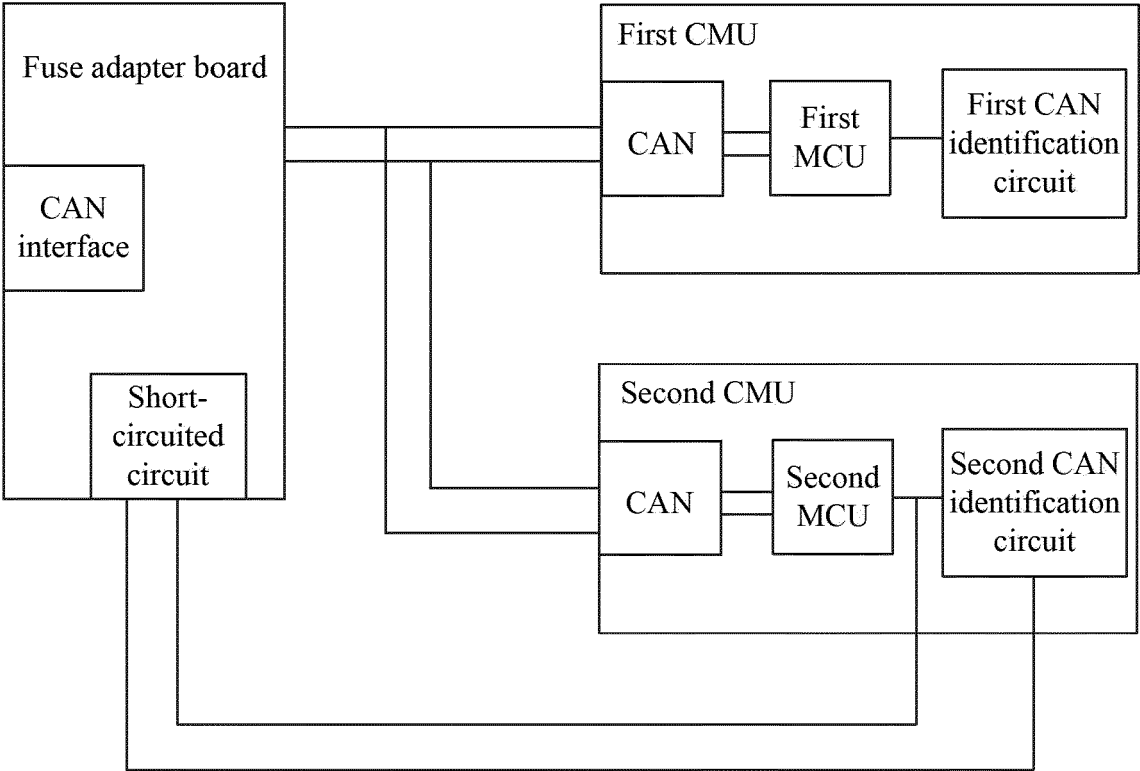 Fuse adapter board
CAN
interface
Short-
circuited
circuit
First CMU
CAN
First
MCU
First CAN
identification
circuit
Second CMU
CAN
Second
MCU
Second CAN
identification
circuit